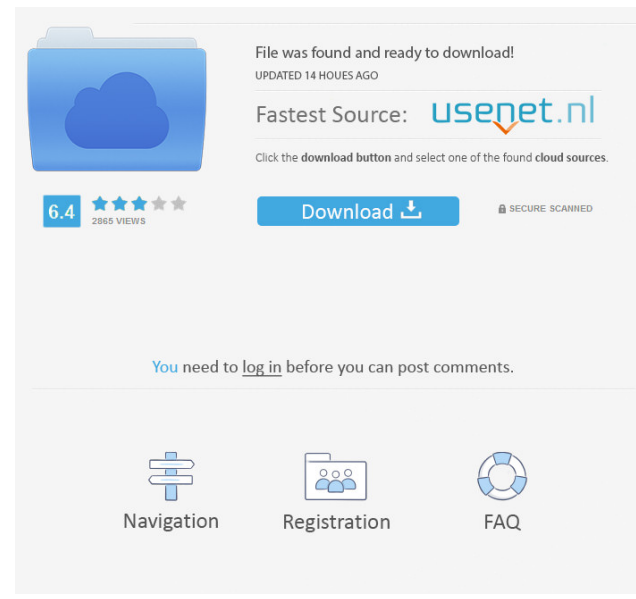 File was found and ready to download!
UPDATED 14 HOUES AGO
Fastest Source: usenet.nl
Click the download button and select one of the found cloud sources.
6.4
2865 VIEWS
Download
SECURE SCANNED
You need to log in before you can post comments.
Navigation
Registration
FAQ